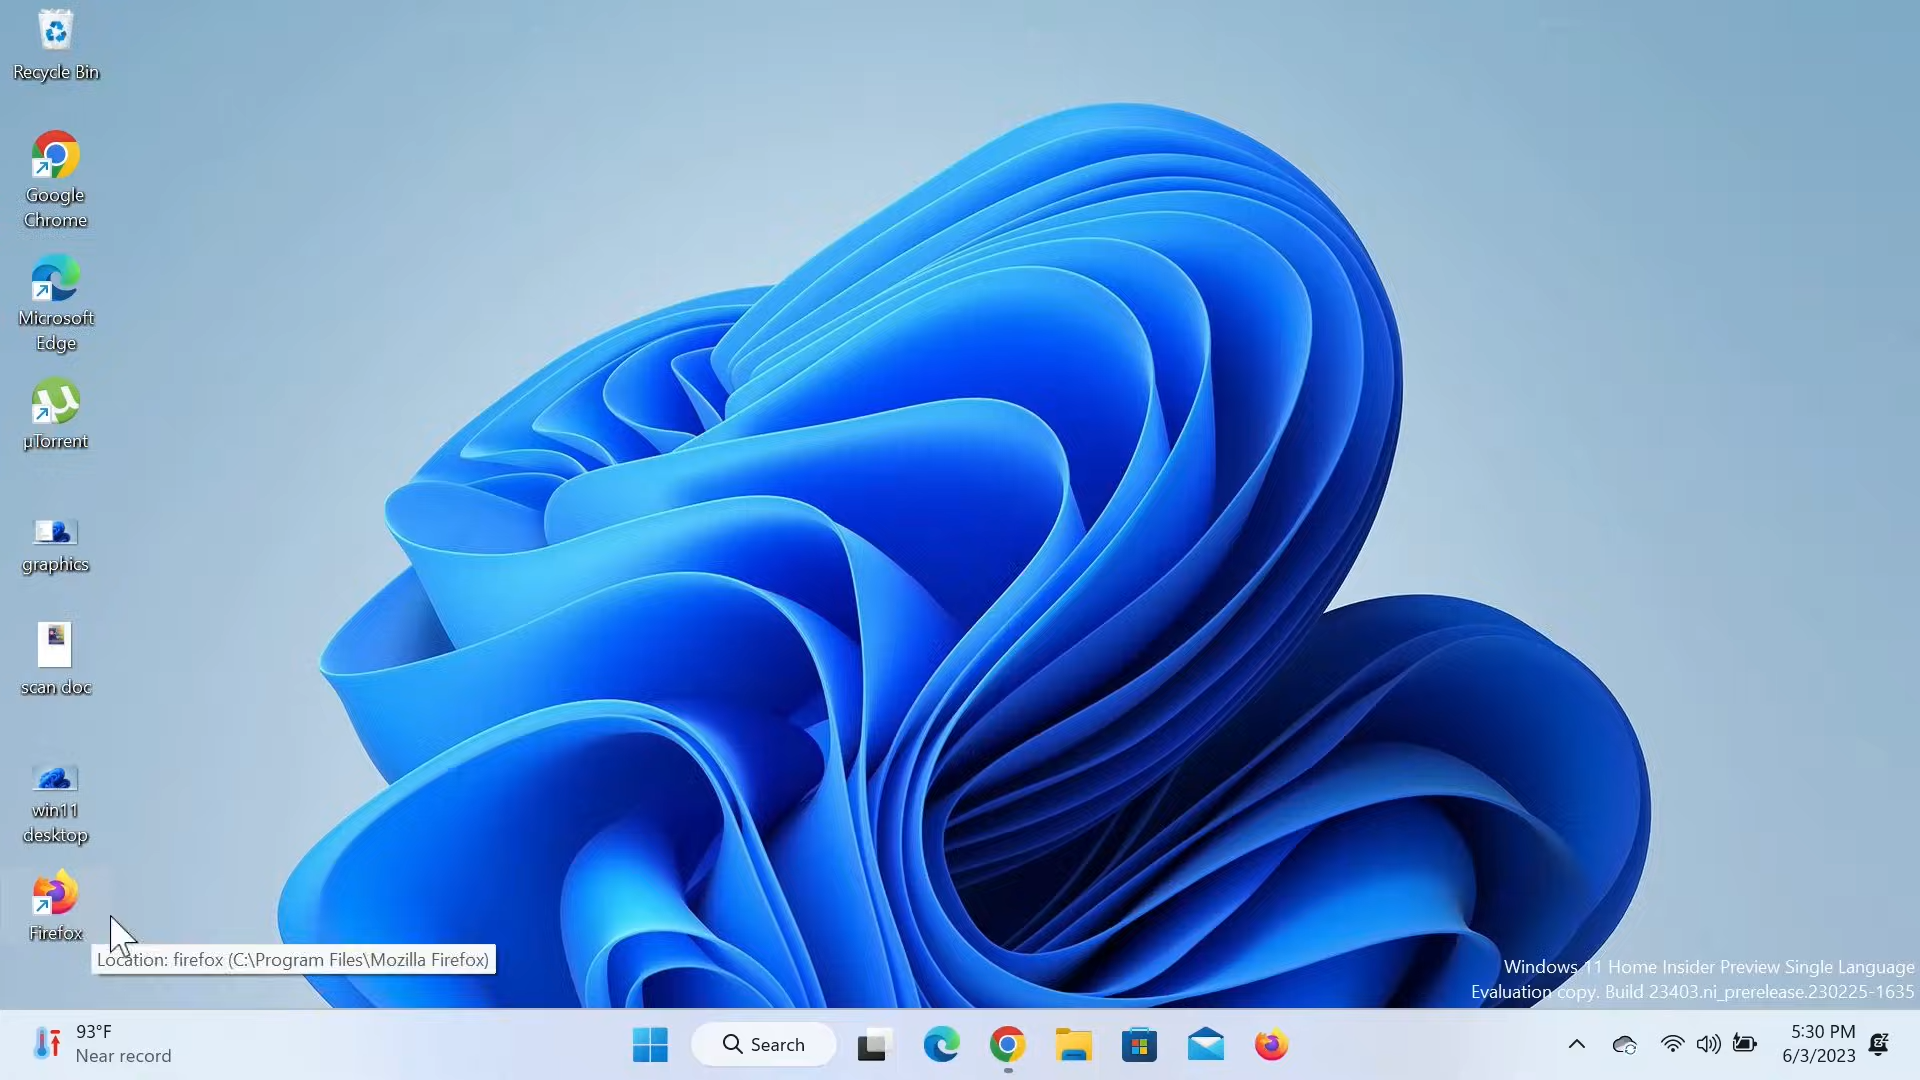 Recycle Bin
Google
Chrome
Microsoft
Edge
µTorrent
graphics
scan doc
win11
desktop
Firefox
Location: firefox (C:\Program Files\Mozilla Firefox)
Windows 11 Home Insider Preview Single Language
Evaluation copy. Build 23403.ni_prerelease.230225-1635
93°F
Near record
Search
5:30 PM
6/3/2023